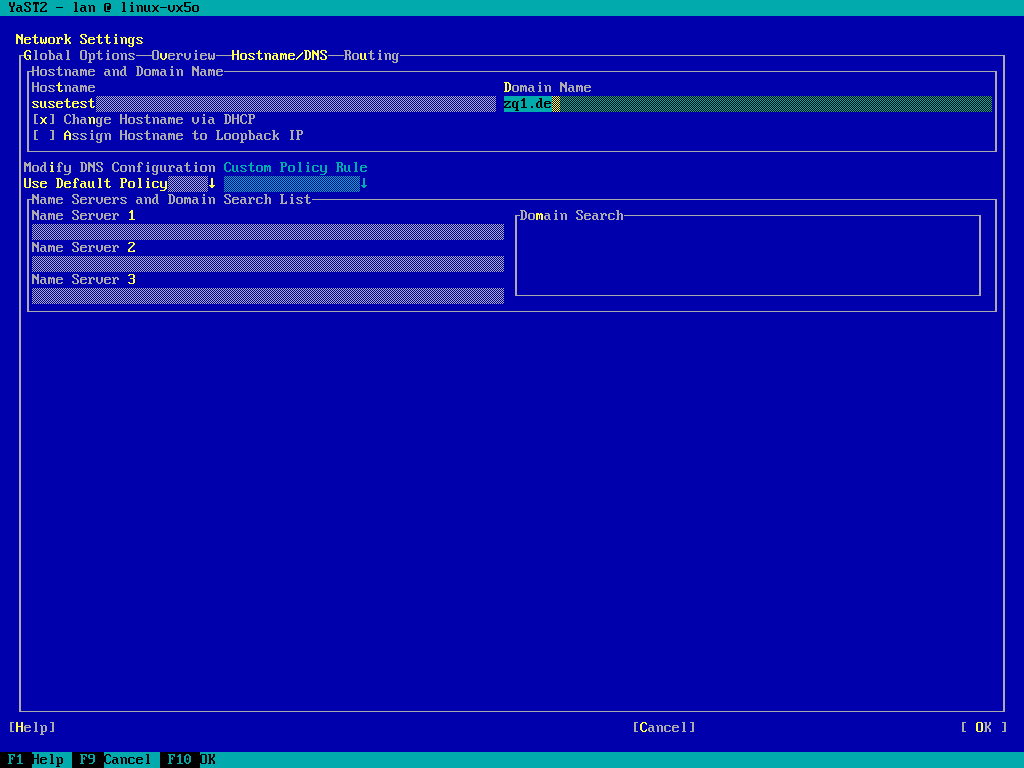 YaST2 - lan @ linux-vx5o
Network Settings
Global Options Overview Hostname/DNS Routing
Hostname and Domain Name
Hostname Domain Name
susetest zq1.de
[x] Change Hostname via DHCP
[ ] Assign Hostname to Loopback IP
Modify DNS Configuration Custom Policy Rule
Use Default Policy↓ ↓
Name Servers and Domain Search List
Name Server 1 Domain Search
Name Server 2
Name Server 3
[Help] [Cancel] [ OK ]
F1 Help F9 Cancel F10 OK